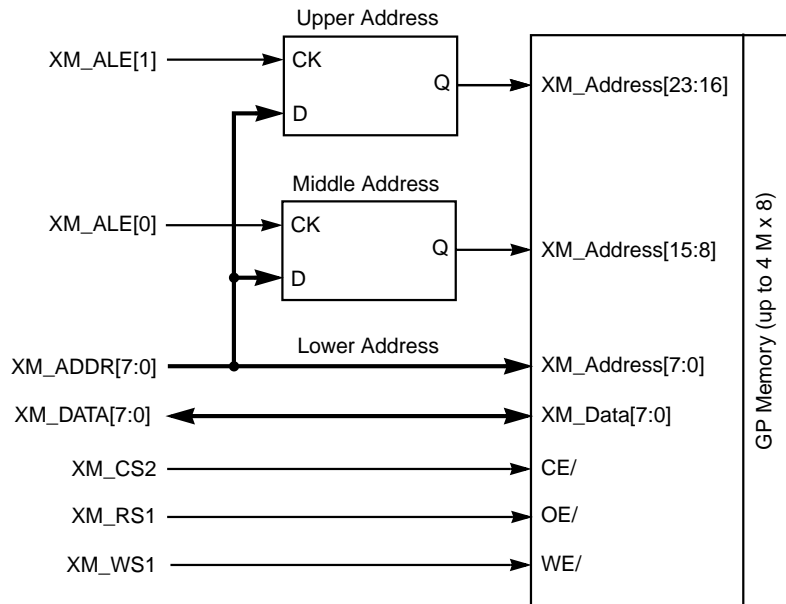 Upper Address
XM_ALE[1]
CK
Q
D
XM_Address[23:16]
Middle Address
XM_ALE[0]
CK
Q
D
XM_Address[15:8]
Lower Address
XM_ADDR[7:0]
XM_Address[7:0]
XM_DATA[7:0]
XM_Data[7:0]
XM_CS2
CE/
XM_RS1
OE/
XM_WS1
WE/
GP Memory (up to 4 M x 8)